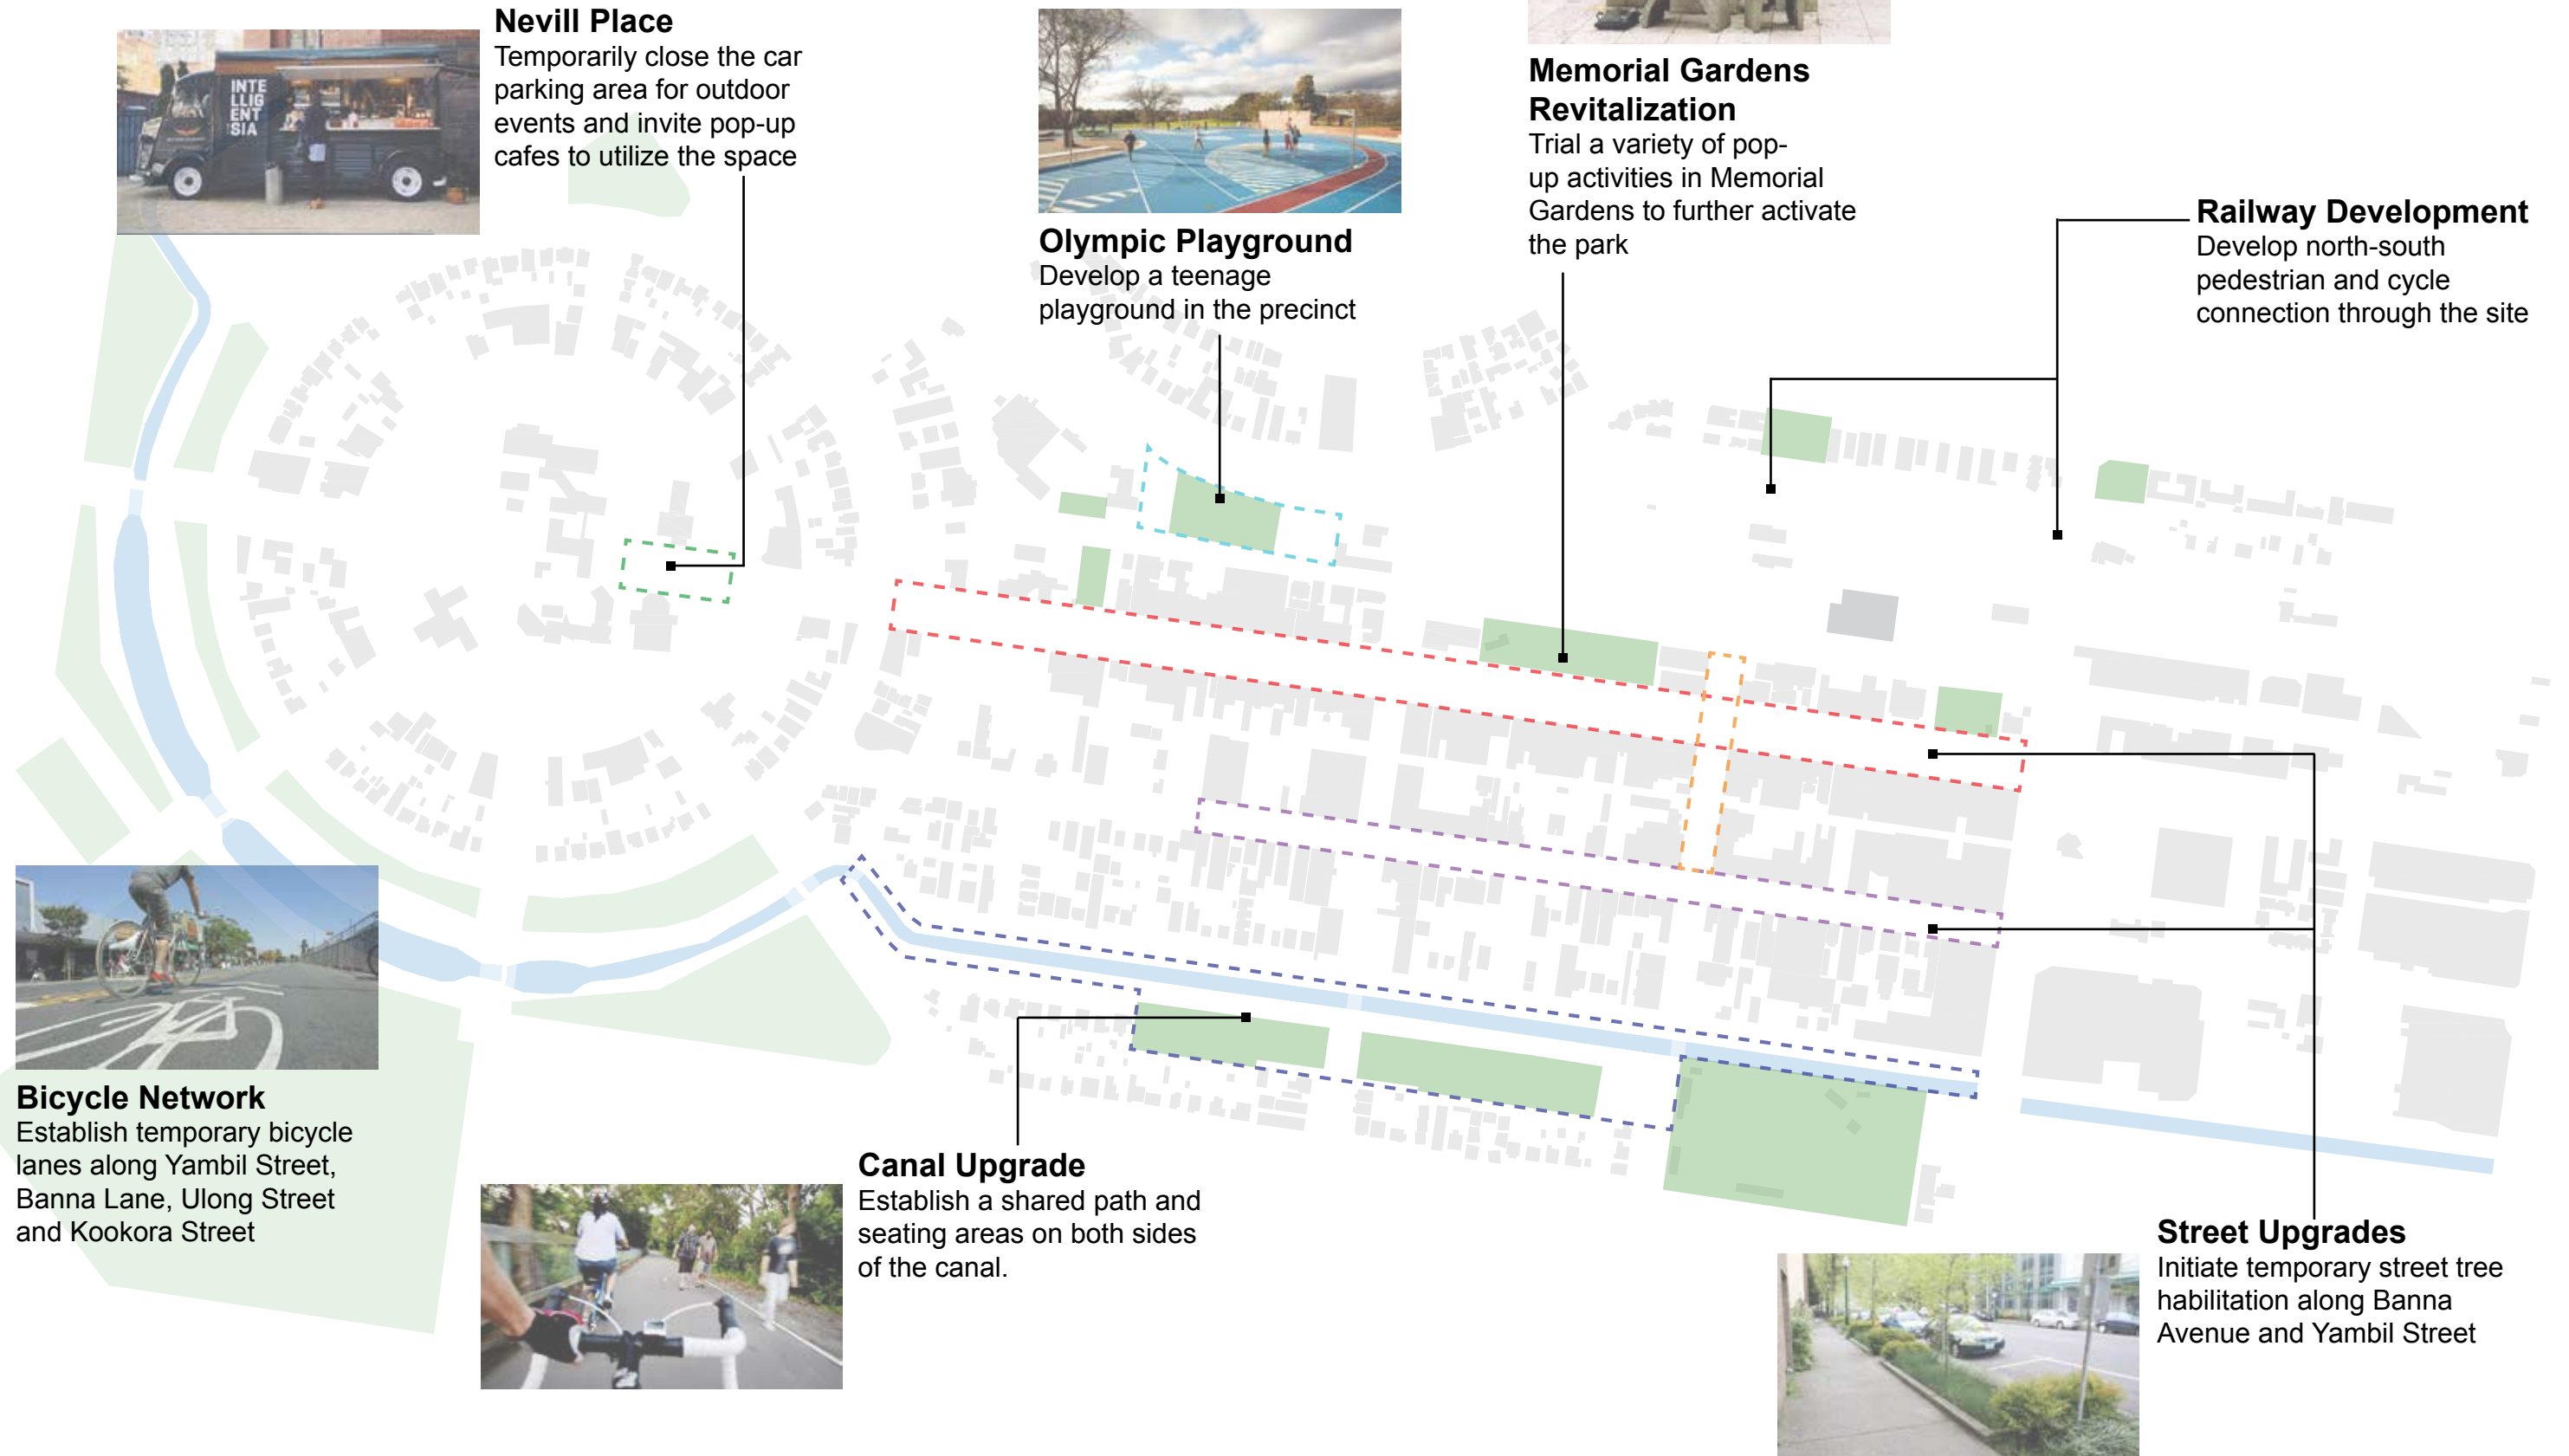 Nevill Place
Temporarily close the car
parking area for outdoor
events and invite pop-up
cafes to utilize the space
INTE
LLIG
ENT
SIA
Olympic Playground
Develop a teenage
playground in the precinct
Memorial Gardens
Revitalization
Trial a variety of pop-
up activities in Memorial
Gardens to further activate
the park
Railway Development
Develop north-south
pedestrian and cycle
connection through the site
Bicycle Network
Establish temporary bicycle
lanes along Yambil Street,
Banna Lane, Ulong Street
and Kookora Street
Canal Upgrade
Establish a shared path and
seating areas on both sides
of the canal.
Street Upgrades
Initiate temporary street tree
habilitation along Banna
Avenue and Yambil Street